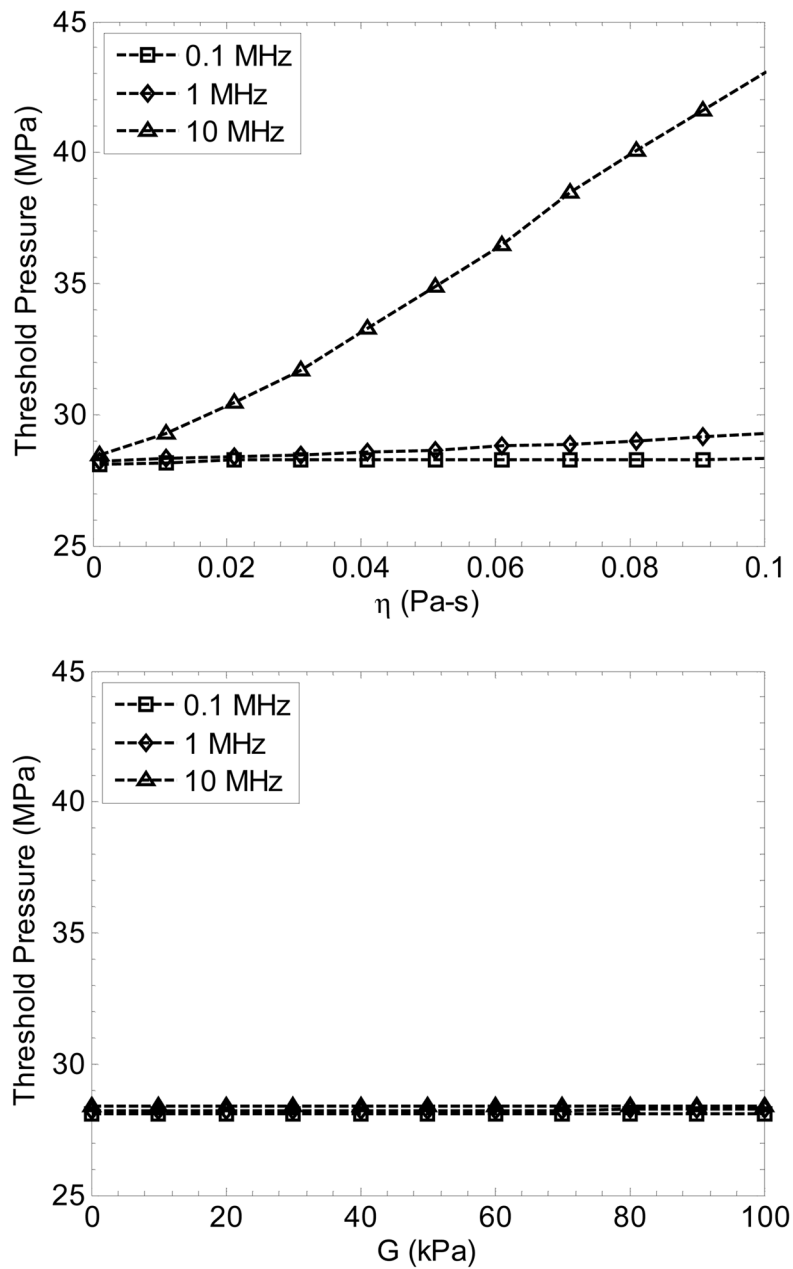 45
40
35
30
25
Threshold Pressure (MPa)
0.1 MHz
1 MHz
10 MHz
0 0.02 0.04 0.06 0.08 0.1
η (Pa-s)
45
40
35
30
25
Threshold Pressure (MPa)
0.1 MHz
1 MHz
10 MHz
0 20 40 60 80 100
G (kPa)